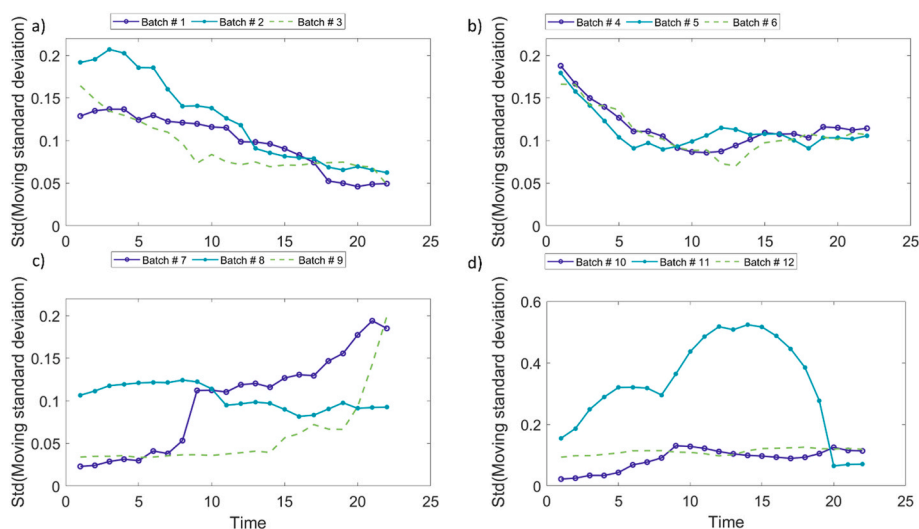 a)
Batch # 1 Batch # 2 Batch # 3
Std(Moving standard deviation)
0.2
0.15
0.1
0.05
0
0 5 10 15 20 25
b)
Batch # 4 Batch # 5 Batch # 6
Std(Moving standard deviation)
0.2
0.15
0.1
0.05
0
0 5 10 15 20 25
c)
Batch # 7 Batch # 8 Batch # 9
Std(Moving standard deviation)
0.2
0.15
0.1
0.05
0
0 5 10 15 20 25
Time
d)
Batch # 10 Batch # 11 Batch # 12
Std(Moving standard deviation)
0.6
0.4
0.2
0
0 5 10 15 20 25
Time